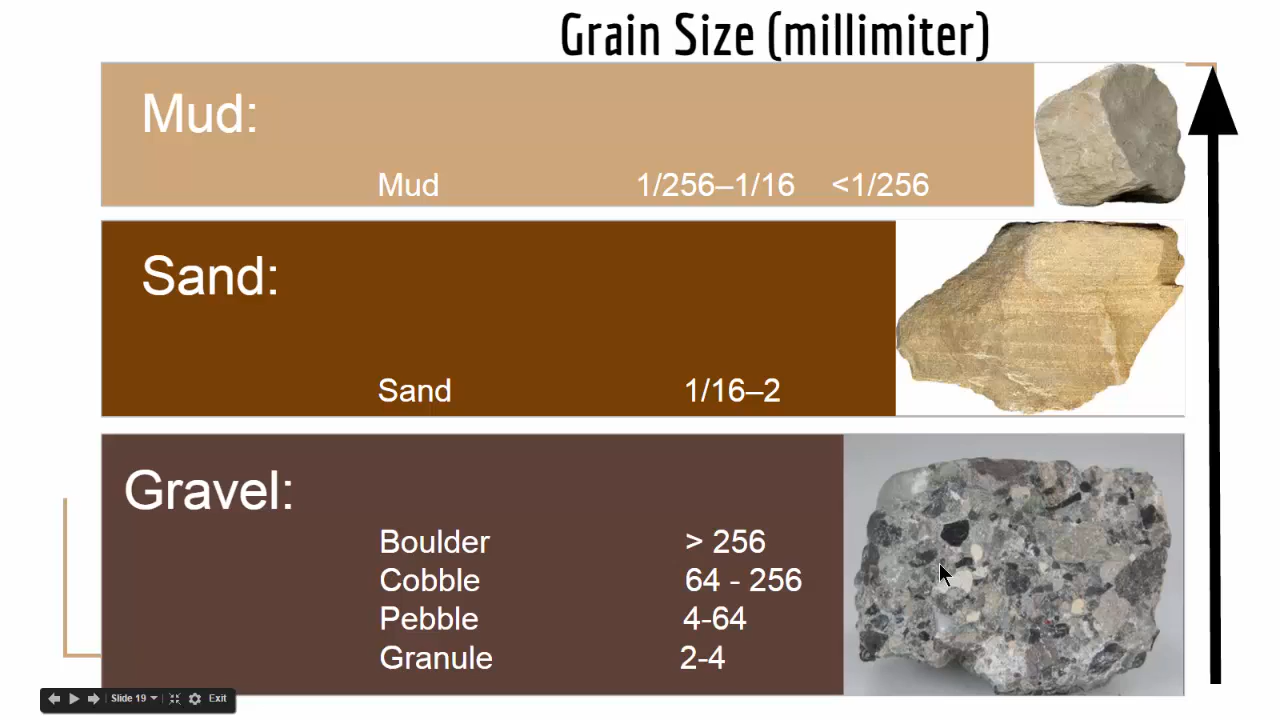 Grain Size (millimiter)
Mud:
Mud 1/256–1/16 <1/256
Sand:
Sand 1/16–2
Gravel:
Boulder > 256
Cobble 64 - 256
Pebble 4-64
Granule 2-4
Slide 19 Exit